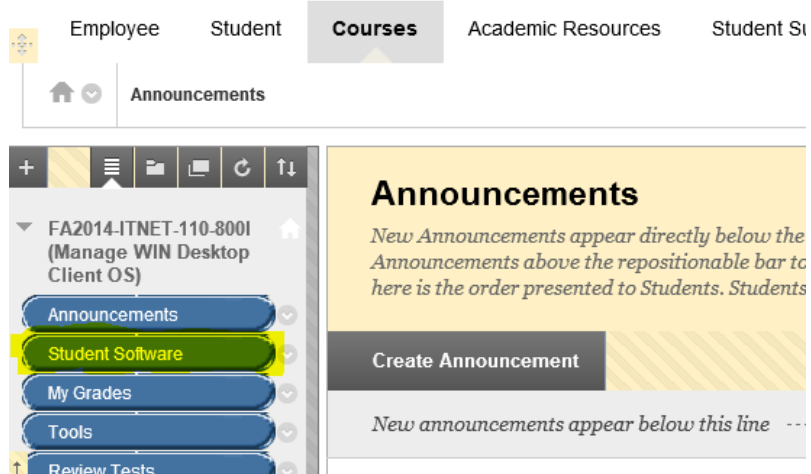 Employee Student Courses Academic Resources Student Su
Announcements
FA2014-ITNET-110-800I
(Manage WIN Desktop
Client OS)
Announcements
Student Software
My Grades
Tools
Review Tests
Announcements
New Announcements appear directly below the
Announcements above the repositionable bar to
here is the order presented to Students. Students
Create Announcement
New announcements appear below this line ---